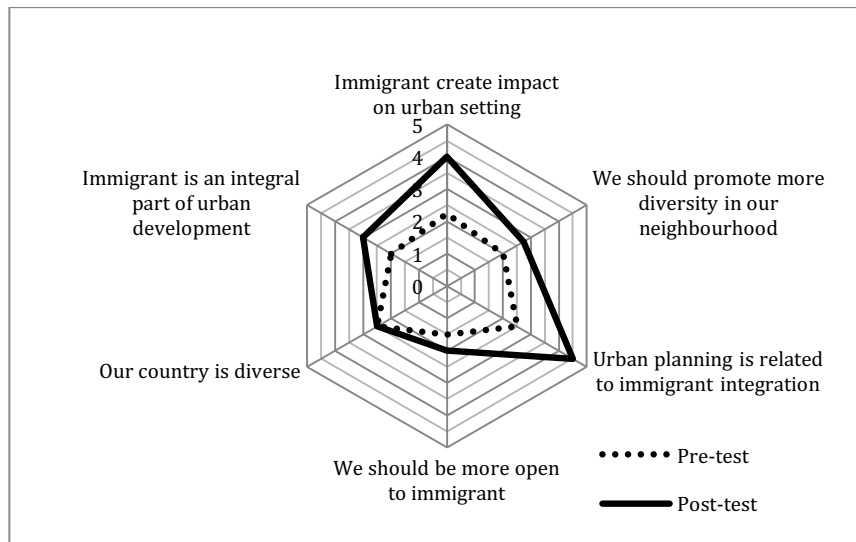 Immigrant create impact
on urban setting
5
4
3
2
1
0
We should promote more
diversity in our
neighbourhood
Urban planning is related
to immigrant integration
We should be more open
to immigrant
Our country is diverse
Immigrant is an integral
part of urban
development
Pre-test
Post-test